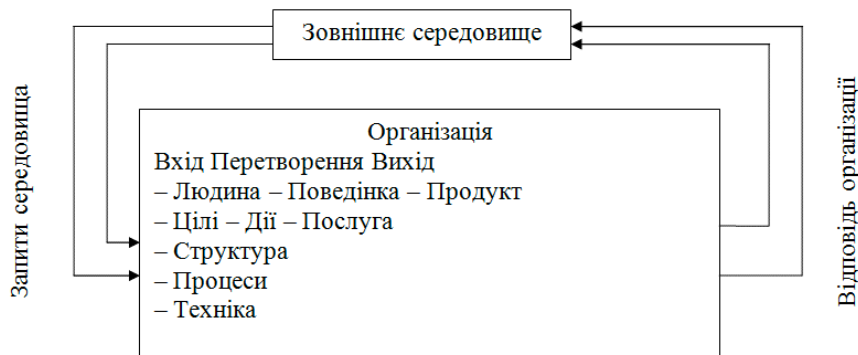 Зовнішнє середовище
Запити середовища
Організація
Вхід Перетворення Вихід
– Людина – Поведінка – Продукт
– Цілі – Дії – Послуга
– Структура
– Процеси
– Техніка
Відповідь організації